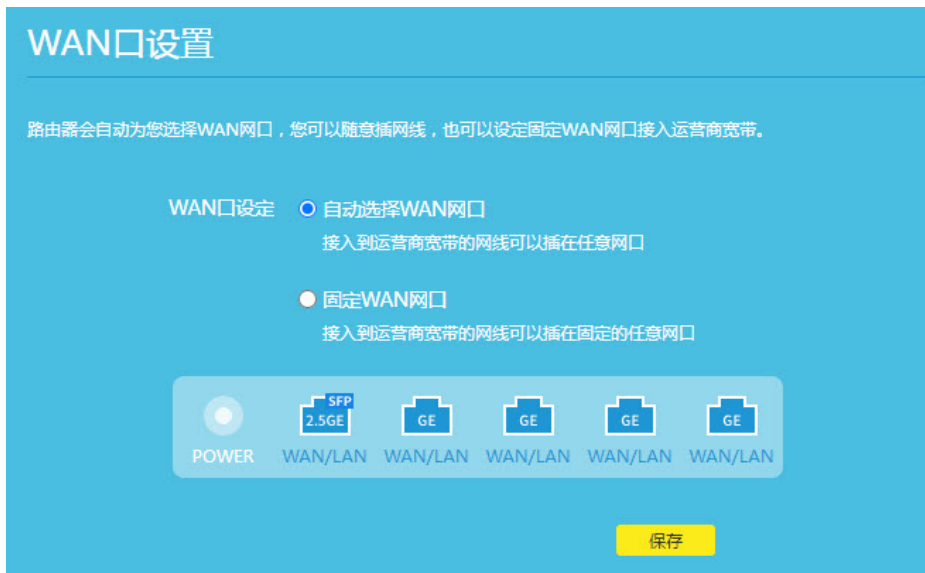 WAN口设置
路由器会自动为您选择WAN网口，您可以随意插网线，也可以设定固定WAN网口接入运营商宽带。
WAN口设定 自动选择WAN网口
接入到运营商宽带的网线可以插在任意网口
固定WAN网口
接入到运营商宽带的网线可以插在固定的任意网口
SFP
2.5GE GE GE GE GE
POWER WAN/LAN WAN/LAN WAN/LAN WAN/LAN WAN/LAN
保存